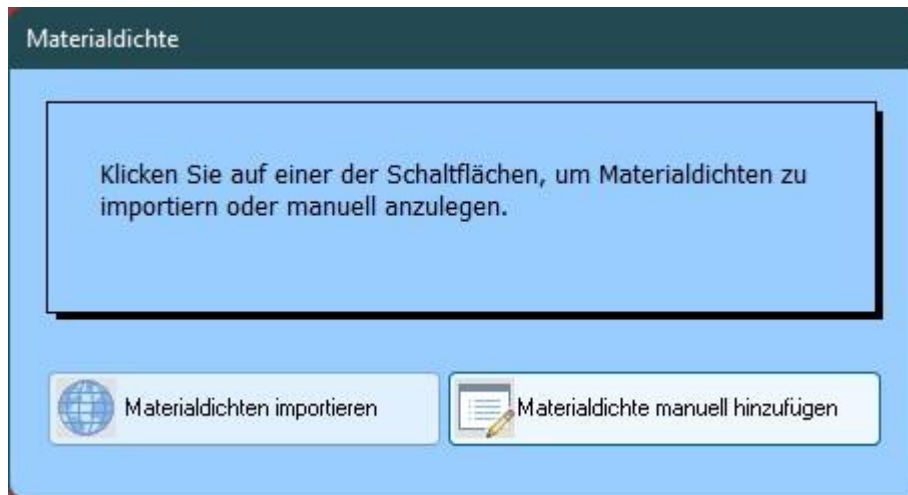 Materialdichte
Klicken Sie auf einer der Schaltflächen, um Materialdichten zu
importiern oder manuell anzulegen.
Materialdichten importieren
Materialdichte manuell hinzufügen